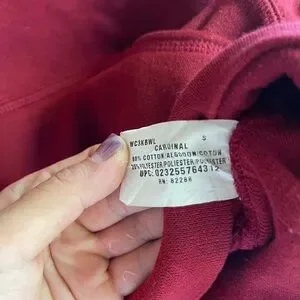 WC3KBWL S
CARDINAL
80% COTTON/ALGODON/COTON
20% POLYESTER/POLIESTER/POLYESTER
UPC: 023255764312
RN: 82288